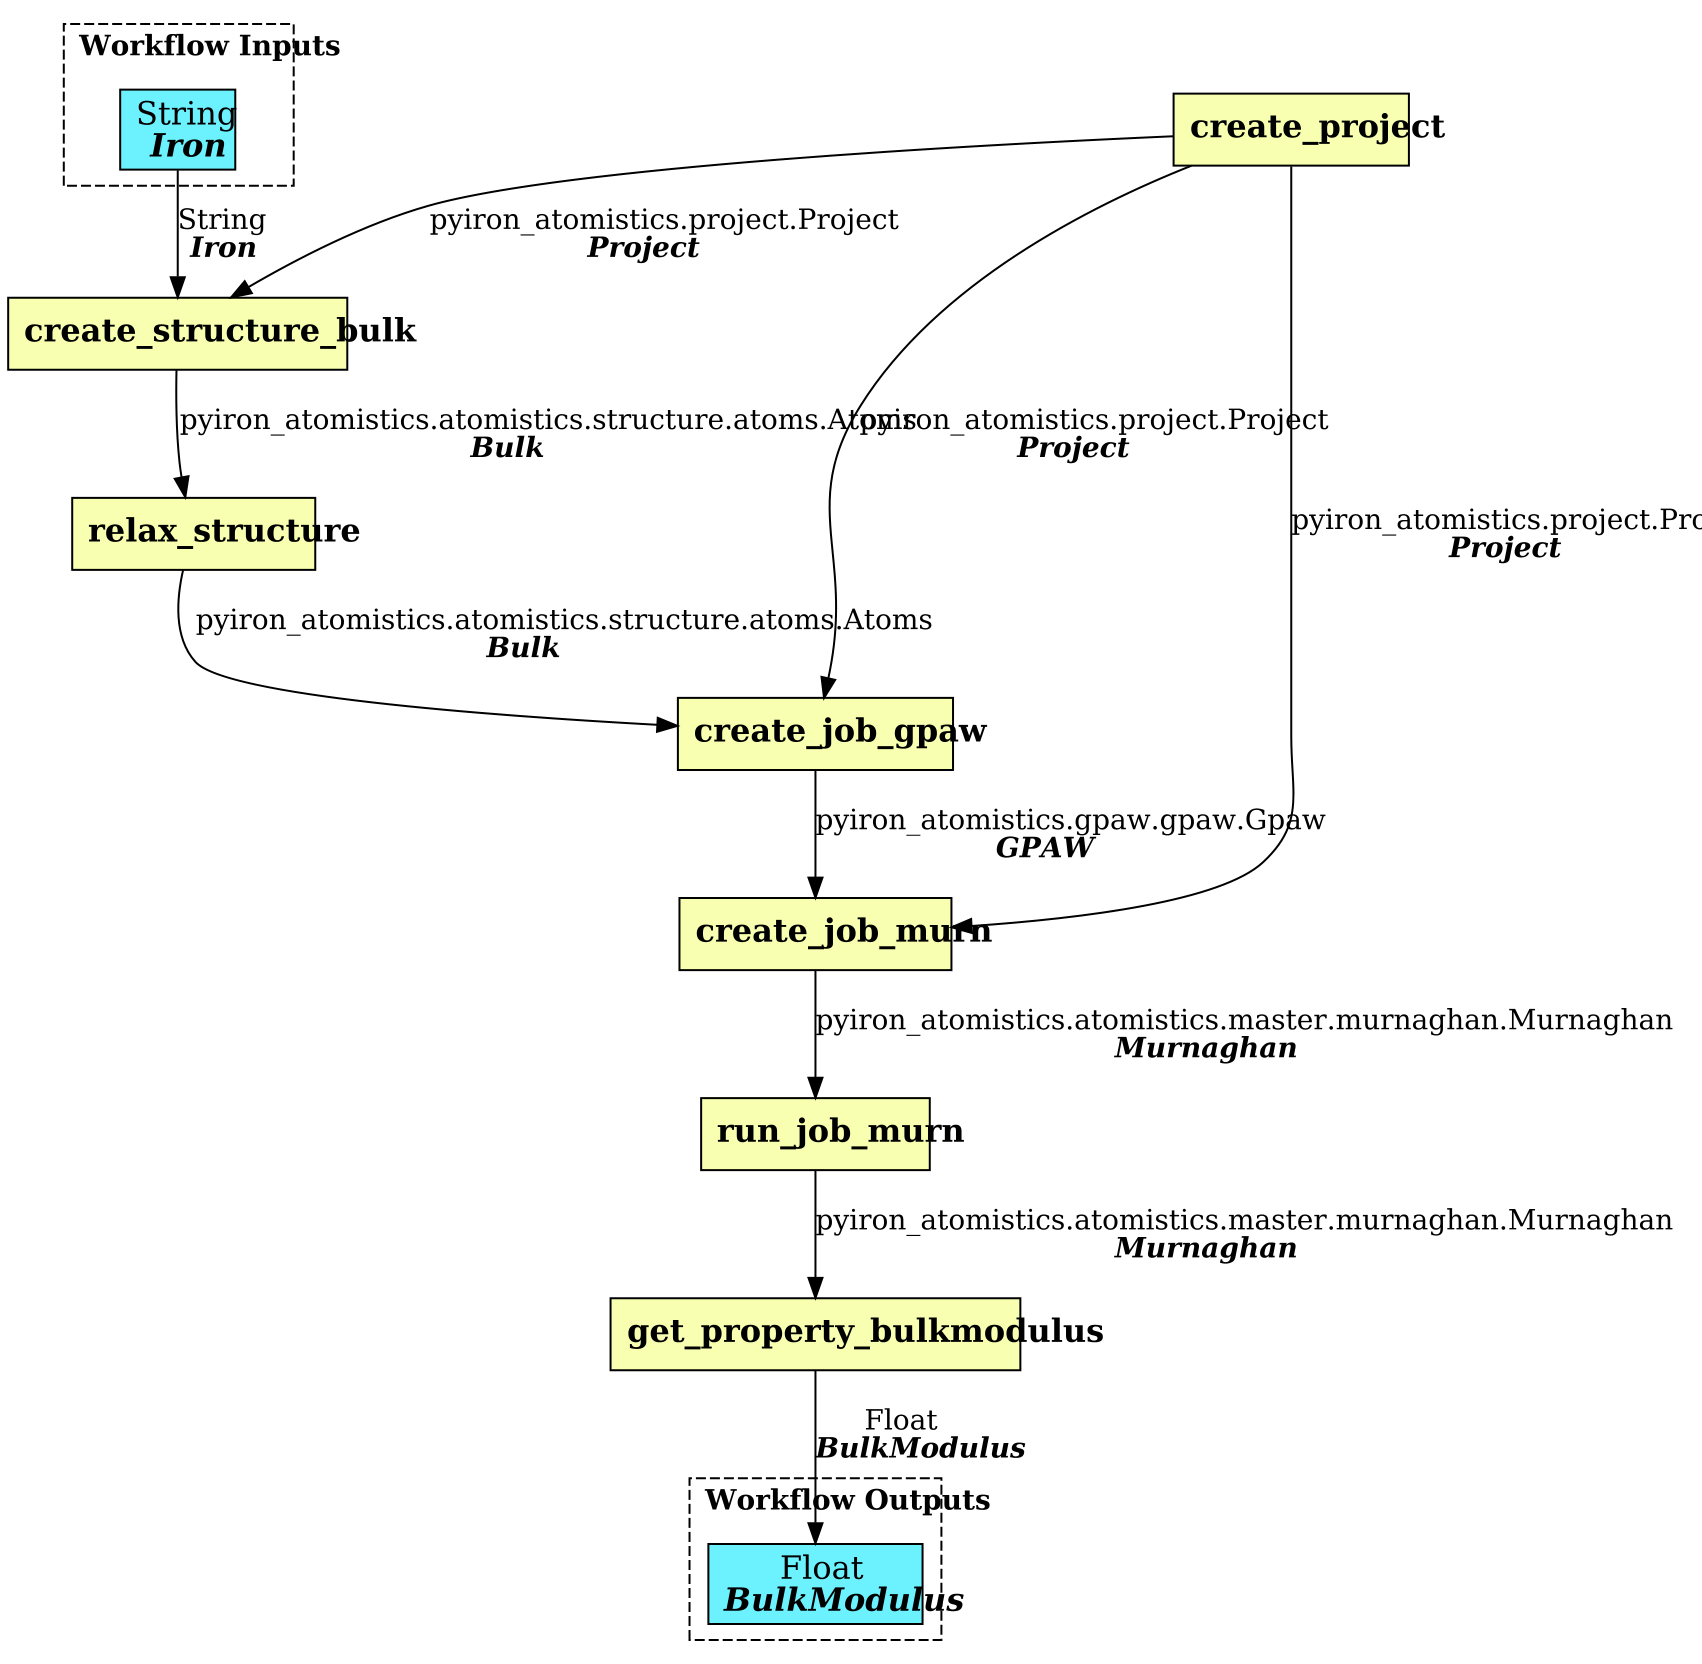 Workflow Inputs
String
Iron
create_project
String
Iron
pyiron_atomistics.project.Project
Project
create_structure_bulk
pyiron_atomistics.atomistics.structure.atoms.Atoms
Bulk
pyiron_atomistics.project.Project
Project
relax_structure
pyiron_atomistics.project.Pro
Project
pyiron_atomistics.atomistics.structure.atoms.Atoms
Bulk
create_job_gpaw
pyiron_atomistics.gpaw.gpaw.Gpaw
GPAW
create_job_murn
pyiron_atomistics.atomistics.master.murnaghan.Murnaghan
Murnaghan
run_job_murn
pyiron_atomistics.atomistics.master.murnaghan.Murnaghan
Murnaghan
get_property_bulkmodulus
Float
BulkModulus
Workflow Outputs
Float
BulkModulus